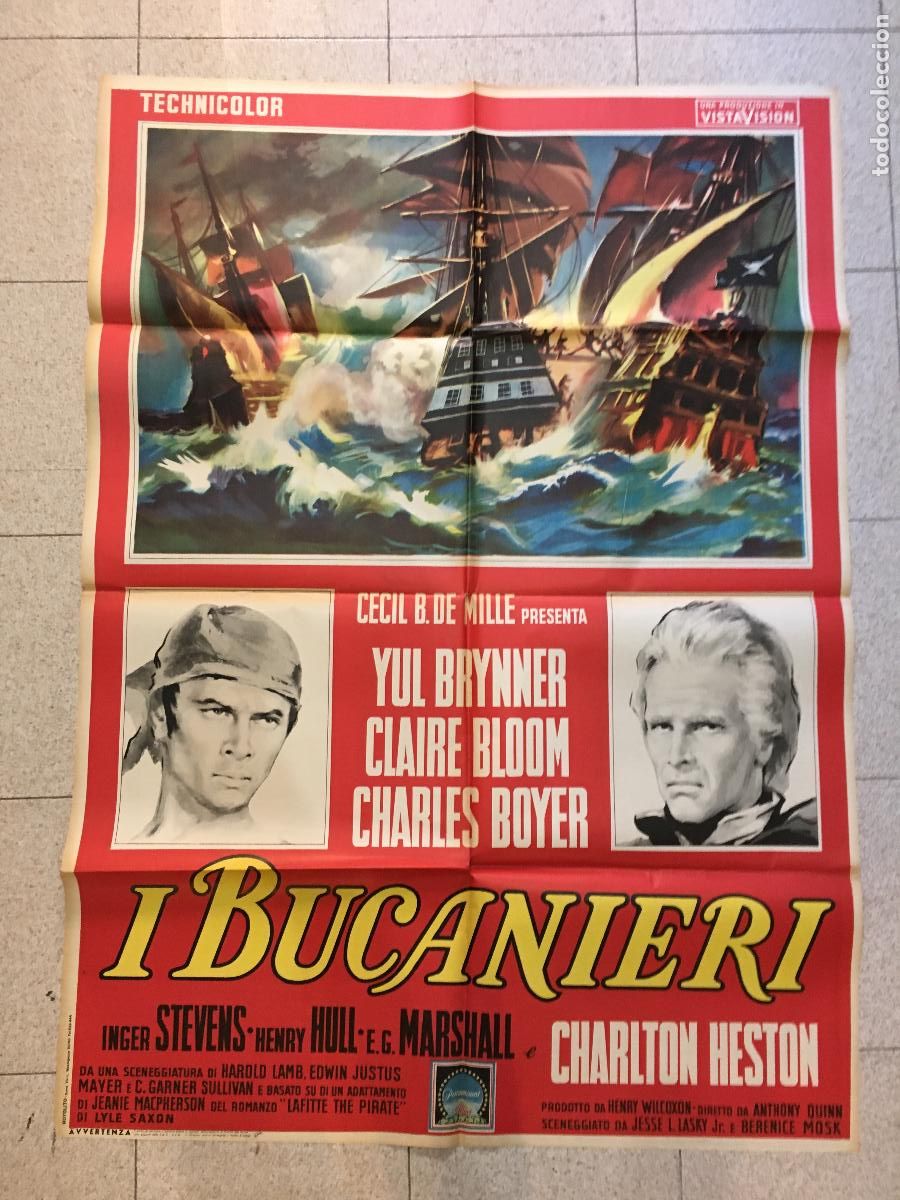 TECHNICOLOR
UNA PRODUZIONE IN
VISTAVISION
todocoleccion
CECIL B. DE MILLE PRESENTA
YUL BRYNNER
CLAIRE BLOOM
CHARLES BOYER
I BUCANIERI
INGER STEVENS · HENRY HULL · E.G. MARSHALL e CHARLTON HESTON
DA UNA SCENEGGIATURA DI HAROLD LAMB, EDWIN JUSTUS
MAYER E C. GARNER SULLIVAN E BASATO SU DI UN ADATTAMENTO
DI JEANIE MACPHERSON DEL ROMANZO "LAFITTE THE PIRATE"
DI LYLE SAXON
Paramount
PRODOTTO DA HENRY WILCOXON · DIRETTO DA ANTHONY QUINN
SCENEGGIATO DA JESSE L. LASKY Jr. E BERENICE MOSK
AVVERTENZA